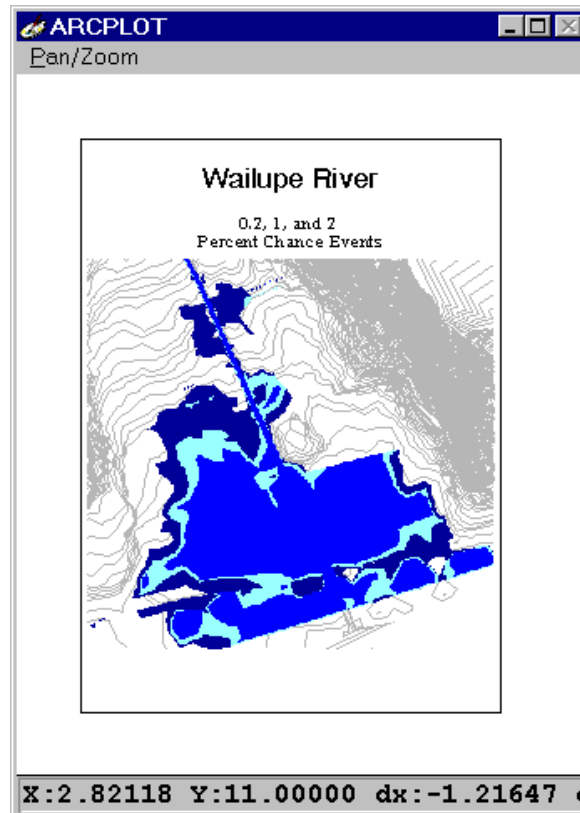 ARCPLOT
Pan/Zoom
Wailupe River
0.2, 1, and 2
Percent Chance Events
X:2.82118 Y:11.00000 dx:-1.21647